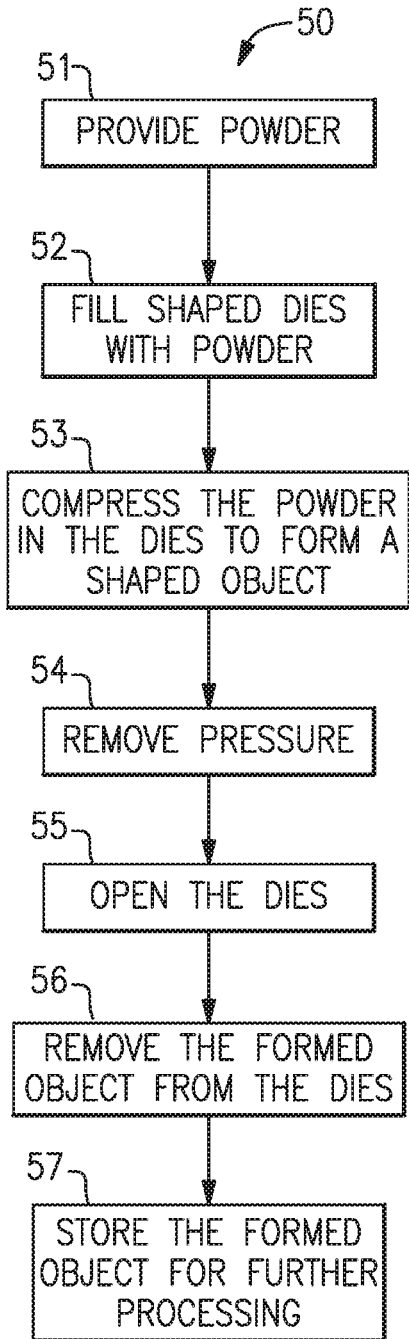 50
51
PROVIDE POWDER
52
FILL SHAPED DIES
WITH POWDER
53
COMPRESS THE POWDER
IN THE DIES TO FORM A
SHAPED OBJECT
54
REMOVE PRESSURE
55
OPEN THE DIES
56
REMOVE THE FORMED
OBJECT FROM THE DIES
57
STORE THE FORMED
OBJECT FOR FURTHER
PROCESSING